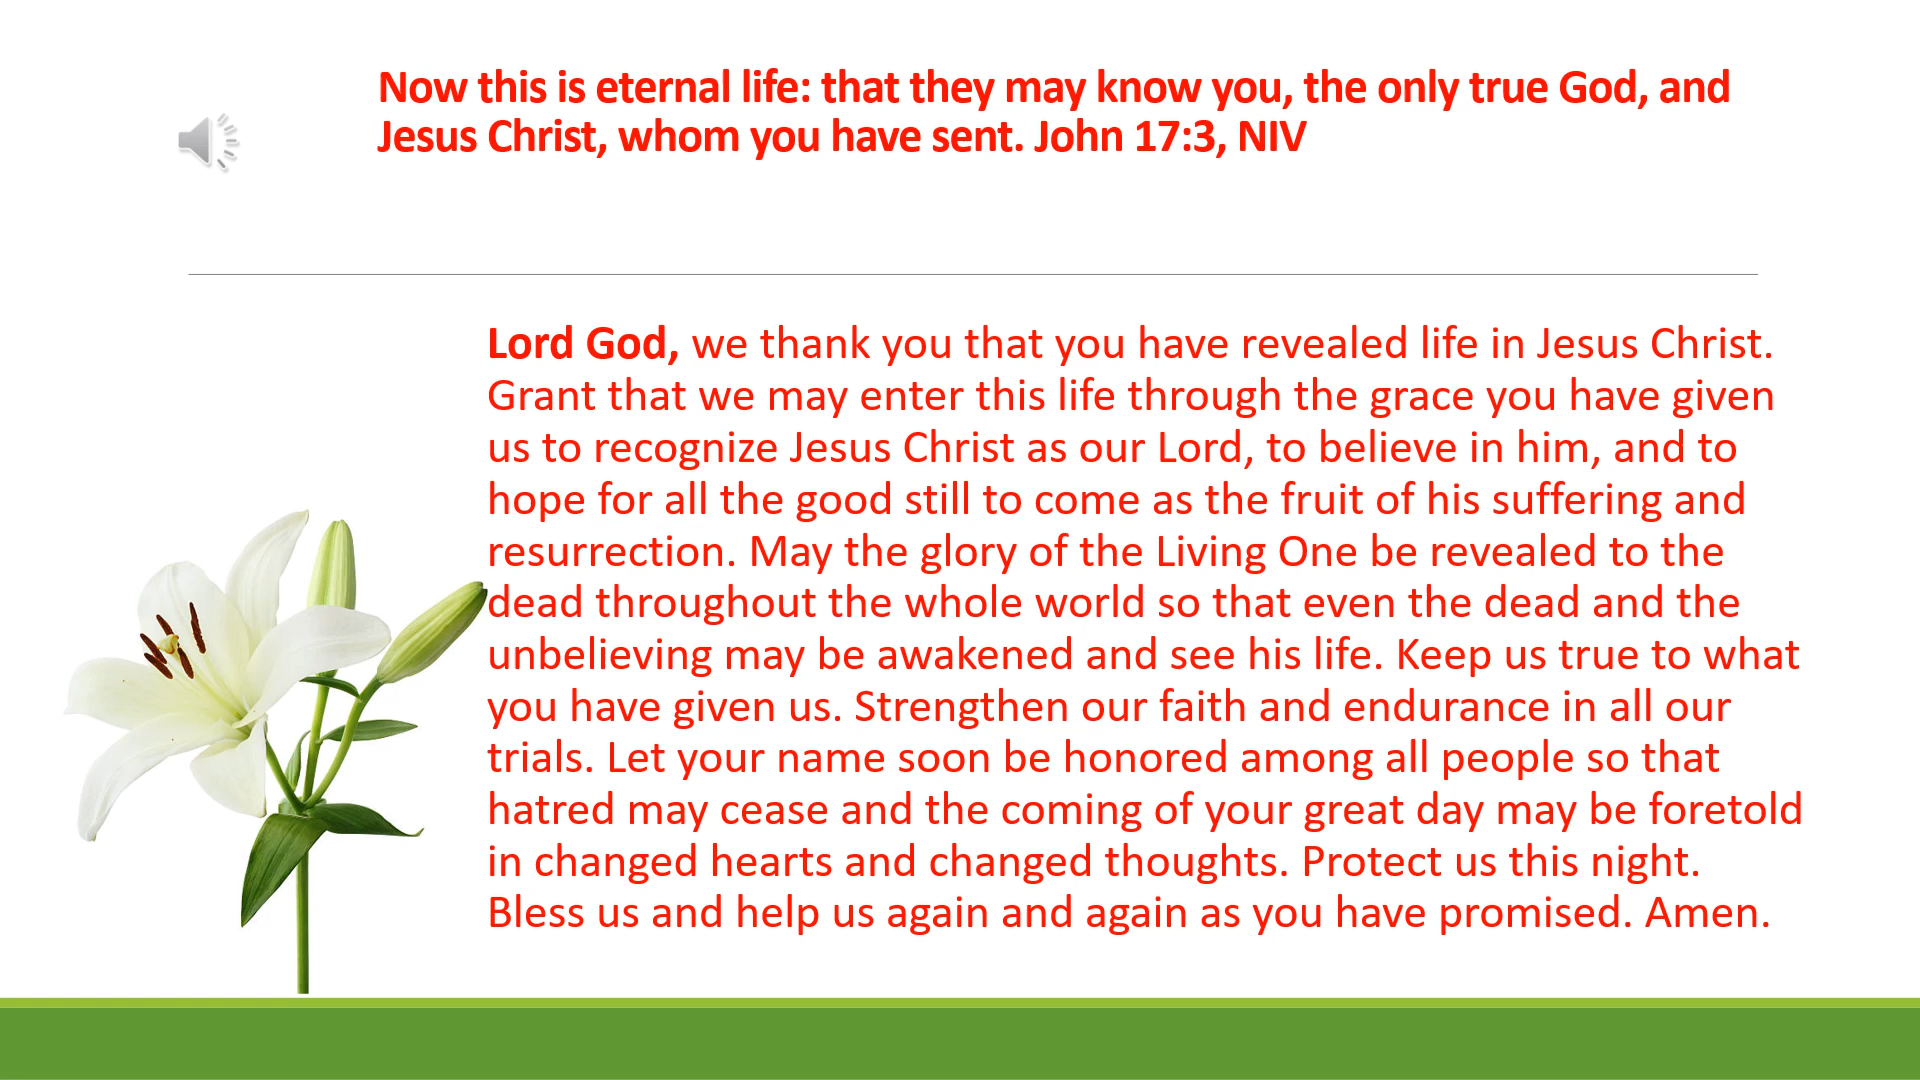 Now this is eternal life: that they may know you, the only true God, and
Jesus Christ, whom you have sent. John 17:3, NIV
Lord God, we thank you that you have revealed life in Jesus Christ.
Grant that we may enter this life through the grace you have given
us to recognize Jesus Christ as our Lord, to believe in him, and to
hope for all the good still to come as the fruit of his suffering and
resurrection. May the glory of the Living One be revealed to the
dead throughout the whole world so that even the dead and the
unbelieving may be awakened and see his life. Keep us true to what
you have given us. Strengthen our faith and endurance in all our
trials. Let your name soon be honored among all people so that
hatred may cease and the coming of your great day may be foretold
in changed hearts and changed thoughts. Protect us this night.
Bless us and help us again and again as you have promised. Amen.